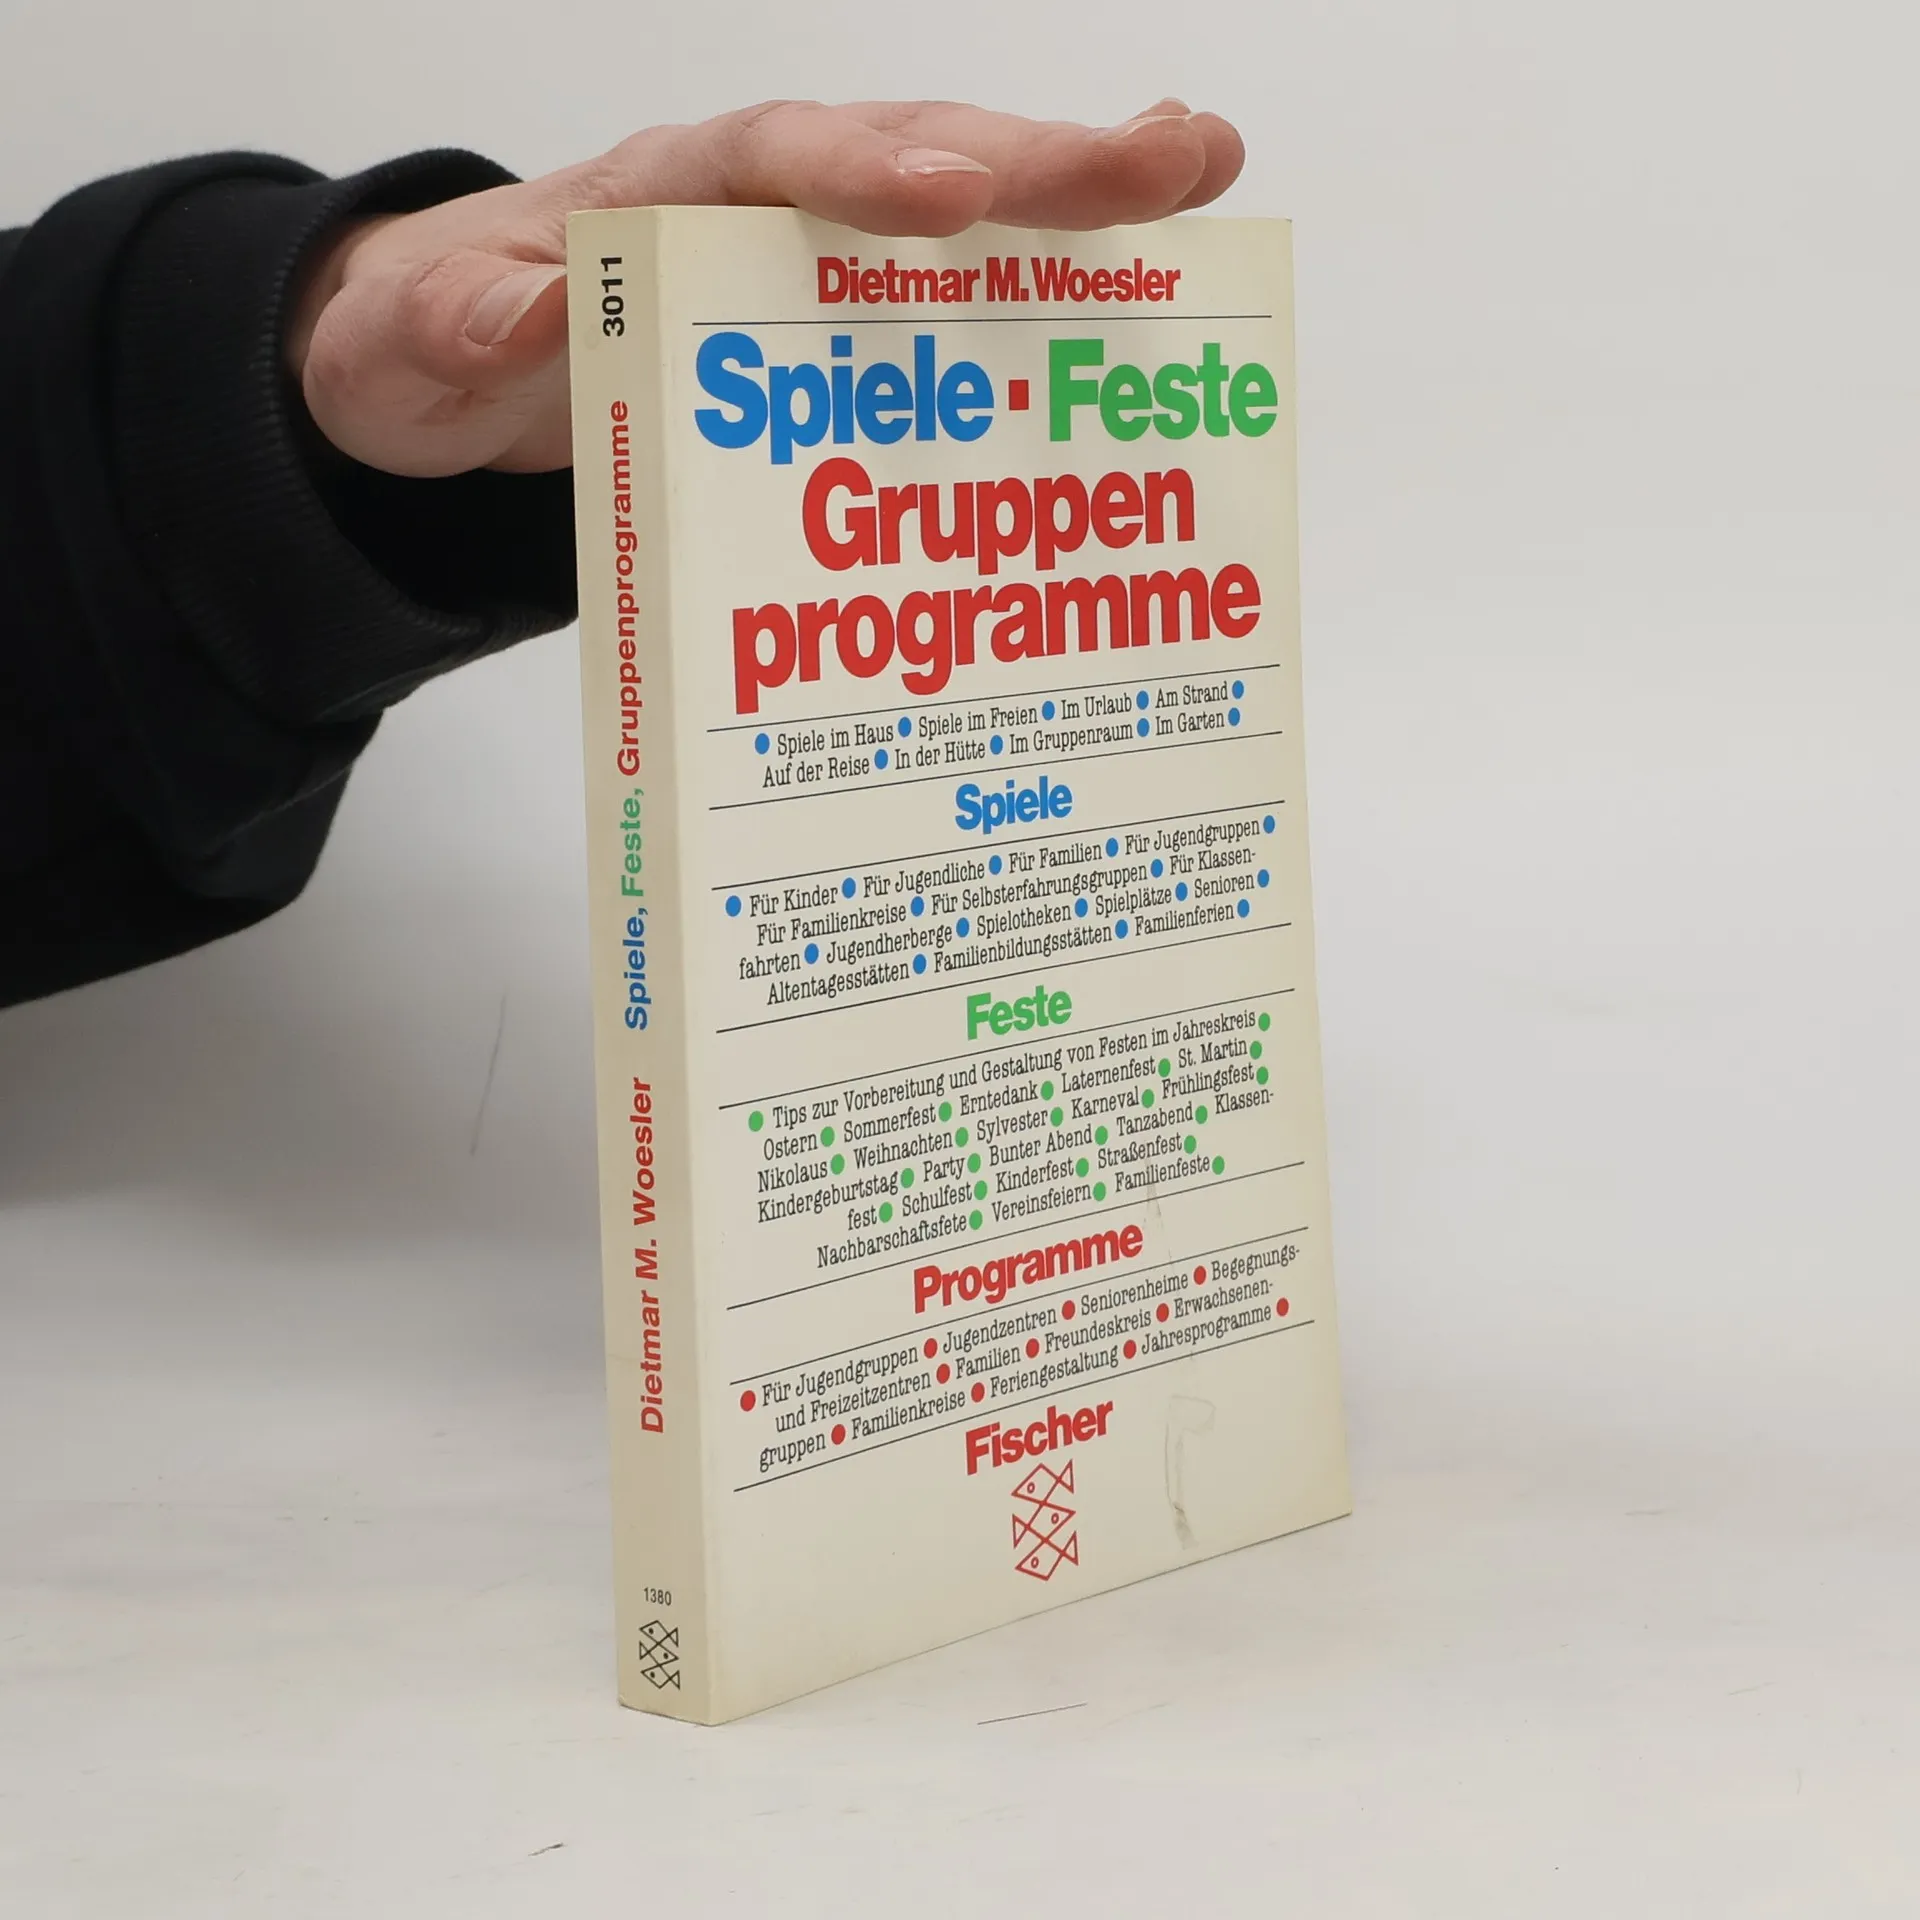 Dietmar M. Woesler
Spiele · Feste
Gruppen
programme
● Spiele im Haus ● Spiele im Freien ● Im Urlaub ● Am Strand ●
Auf der Reise ● In der Hütte ● Im Gruppenraum ● Im Garten ●
Spiele
● Für Kinder ● Für Jugendliche ● Für Familien ● Für Jugendgruppen ●
Für Familienkreise ● Für Selbsterfahrungsgruppen ● Für Klassen-
fahrten ● Jugendherberge ● Spielotheken ● Spielplätze ● Senioren ●
Altentagesstätten ● Familienbildungsstätten ● Familienferien ●
Feste
● Tips zur Vorbereitung und Gestaltung von Festen im Jahreskreis ●
Ostern ● Sommerfest ● Erntedank ● Laternenfest ● St. Martin ●
Nikolaus ● Weihnachten ● Sylvester ● Karneval ● Frühlingsfest ●
Kindergeburtstag ● Party ● Bunter Abend ● Tanzabend ● Klassen-
fest ● Schulfest ● Kinderfest ● Straßenfest ●
Nachbarschaftsfete ● Vereinsfeiern ● Familienfeste ●
Programme
● Für Jugendgruppen ● Jugendzentren ● Seniorenheime ● Begegnungs-
und Freizeitzentren ● Familien ● Freundeskreis ● Erwachsenen-
gruppen ● Familienkreise ● Feriengestaltung ● Jahresprogramme ●
Fischer
Dietmar M. Woesler Spiele, Feste, Gruppenprogramme 3011
1380